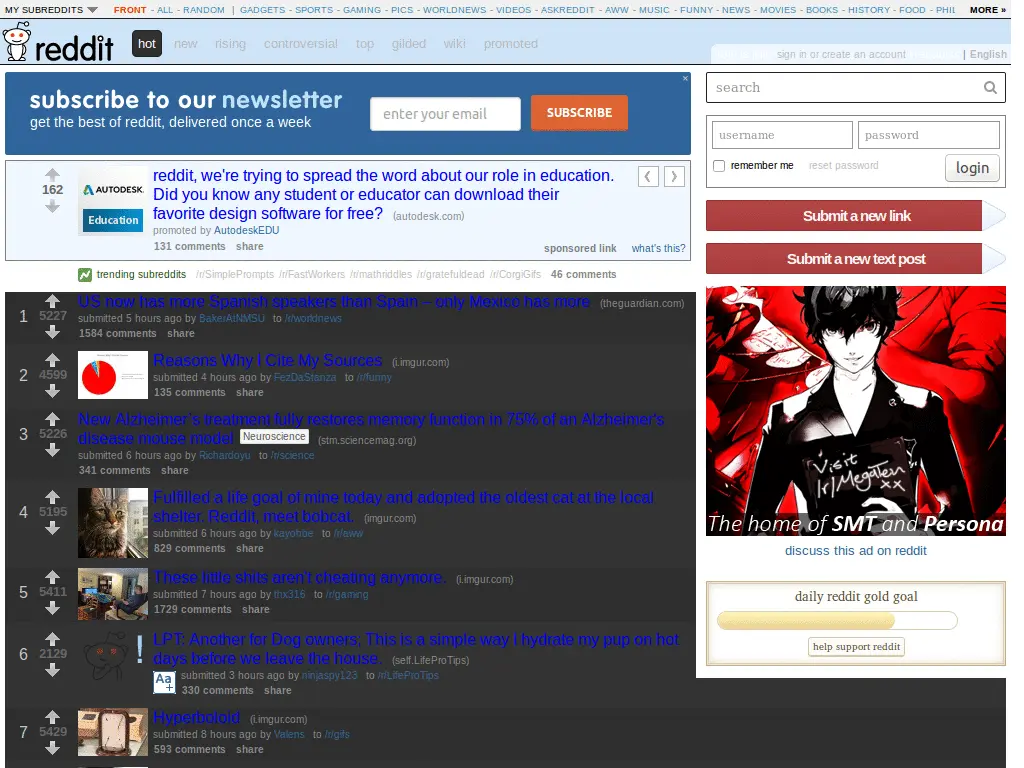 MY SUBREDDITS FRONT - ALL - RANDOM | GADGETS - SPORTS - GAMING - PICS - WORLDNEWS - VIDEOS - ASKREDDIT - AWW - MUSIC - FUNNY - NEWS - MOVIES - BOOKS - HISTORY - FOOD - PHIL MORE »
reddit hot new rising controversial top gilded wiki promoted
sign in or create an account | English
subscribe to our newsletter
get the best of reddit, delivered once a week
enter your email
SUBSCRIBE
×
search
username password
remember me reset password login
162
AUTODESK.
Education
reddit, we're trying to spread the word about our role in education.
Did you know any student or educator can download their
favorite design software for free? (autodesk.com)
promoted by AutodeskEDU
131 comments share
sponsored link what's this?
Submit a new link
Submit a new text post
trending subreddits /r/SimplePrompts /r/FastWorkers /r/mathriddles /r/gratefuldead /r/CorgiGifs 46 comments
1 5227
US now has more Spanish speakers than Spain – only Mexico has more (theguardian.com)
submitted 5 hours ago by BakerAtNMSU to /r/worldnews
1584 comments share
2 4599
Reasons Why I Cite My Sources (i.imgur.com)
submitted 4 hours ago by FezDaStanza to /r/funny
135 comments share
3 5226
New Alzheimer's treatment fully restores memory function in 75% of an Alzheimer's
disease mouse model Neuroscience (stm.sciencemag.org)
submitted 6 hours ago by Richardoyu to /r/science
341 comments share
4 5195
Fulfilled a life goal of mine today and adopted the oldest cat at the local
shelter. Reddit, meet bobcat. (imgur.com)
submitted 6 hours ago by kayohoe to /r/aww
829 comments share
5 5411
These little shits aren't cheating anymore. (i.imgur.com)
submitted 7 hours ago by thx316 to /r/gaming
1729 comments share
6 2129
LPT: Another for Dog owners; This is a simple way I hydrate my pup on hot
days before we leave the house. (self.LifeProTips)
Aa+
submitted 3 hours ago by ninjaspy123 to /r/LifeProTips
330 comments share
7 5429
Hyperboloid (i.imgur.com)
submitted 8 hours ago by Valens to /r/gifs
593 comments share
Visit
/r/Megaten
xx
The home of SMT and Persona
discuss this ad on reddit
daily reddit gold goal
help support reddit